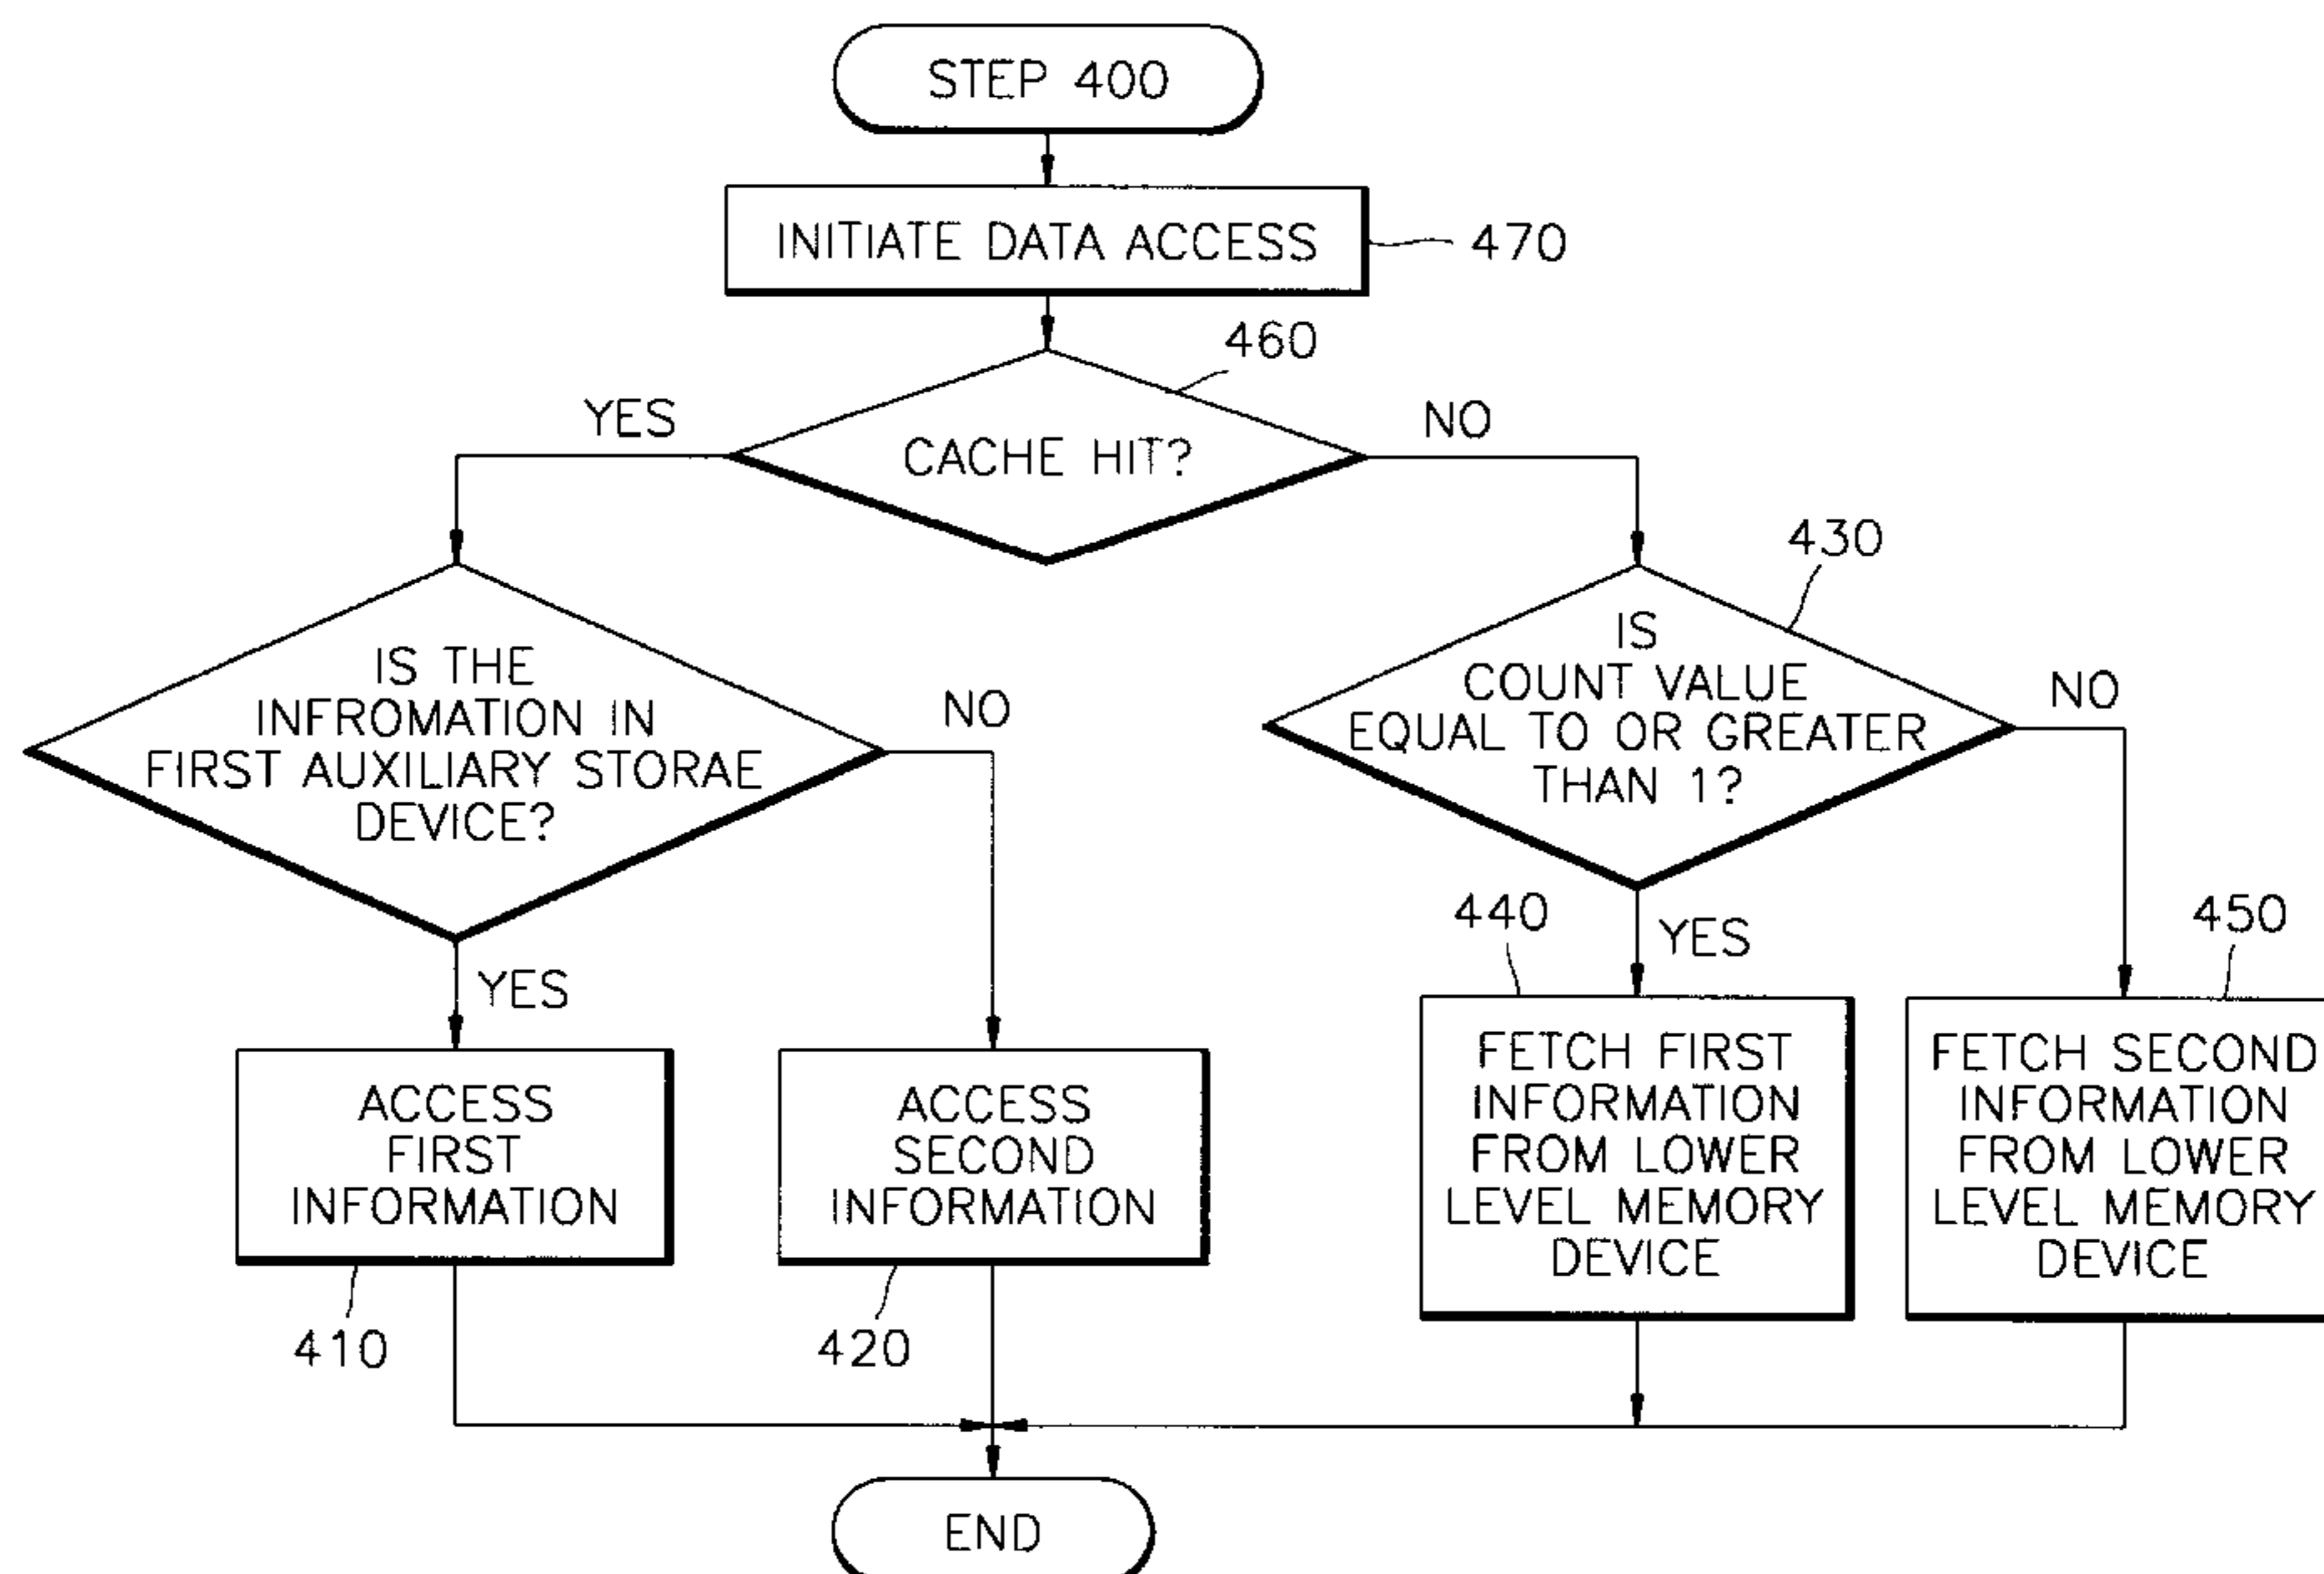 STEP 400
INITIATE DATA ACCESS
470
460
YES
NO
CACHE HIT?
430
IS THE
INFROMATION IN
FIRST AUXILIARY STORAE
DEVICE?
NO
IS
COUNT VALUE
EQUAL TO OR GREATER
THAN 1?
NO
YES
440
YES
450
ACCESS
FIRST
INFORMATION
410
ACCESS
SECOND
INFORMATION
420
FETCH FIRST
INFORMATION
FROM LOWER
LEVEL MEMORY
DEVICE
FETCH SECOND
INFORMATION
FROM LOWER
LEVEL MEMORY
DEVICE
END